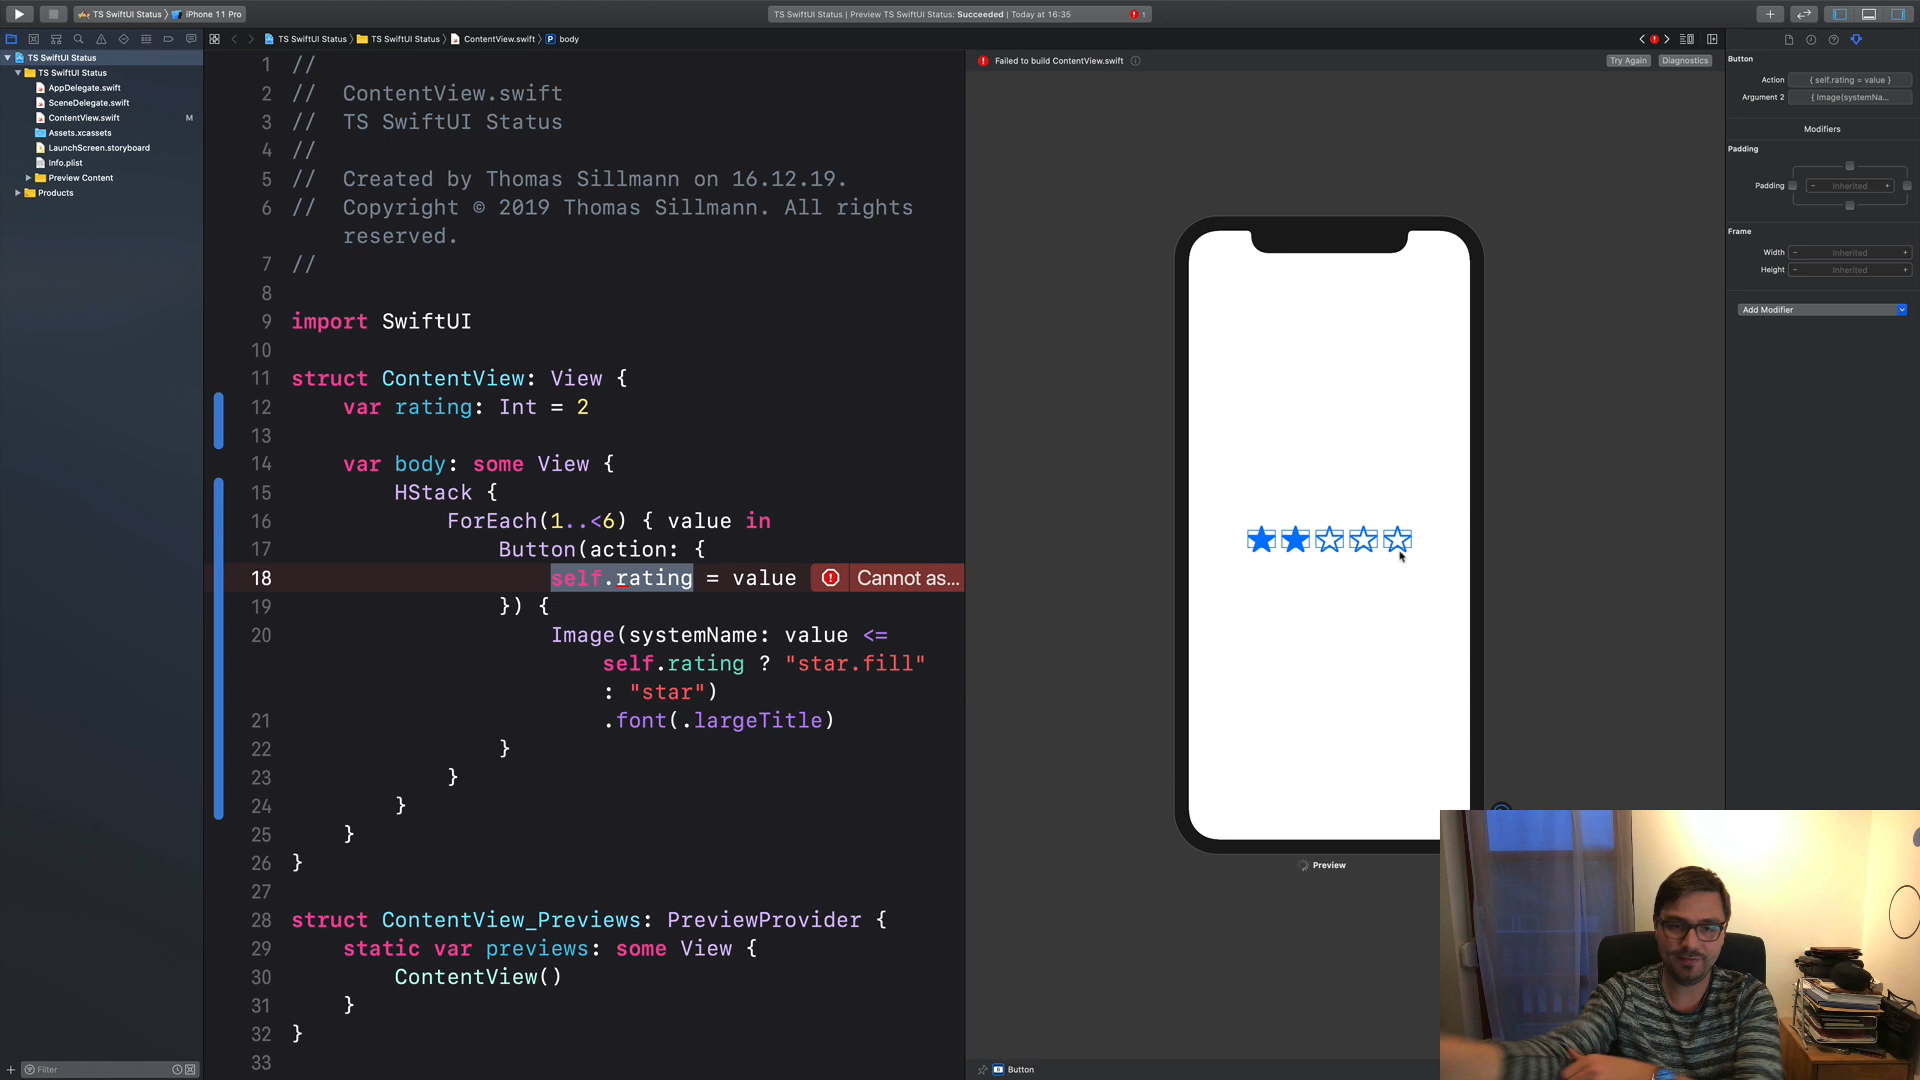 TS SwiftUI Status
iPhone 11 Pro
TS SwiftUI Status | Preview TS SwiftUI Status: Succeeded | Today at 16:35
1
TS SwiftUI Status
TS SwiftUI Status
AppDelegate.swift
SceneDelegate.swift
ContentView.swift M
Assets.xcassets
LaunchScreen.storyboard
Info.plist
Preview Content
Products
Filter
TS SwiftUI Status
TS SwiftUI Status
ContentView.swift
P body
1 //
2 // ContentView.swift
3 // TS SwiftUI Status
4 //
5 // Created by Thomas Sillmann on 16.12.19.
6 // Copyright © 2019 Thomas Sillmann. All rights
reserved.
7 //
8
9 import SwiftUI
10
11 struct ContentView: View {
12 var rating: Int = 2
13
14 var body: some View {
15 HStack {
16 ForEach(1..<6) { value in
17 Button(action: {
18 self.rating = value Cannot as...
19 }) {
20 Image(systemName: value <=
self.rating ? "star.fill"
: "star")
21 .font(.largeTitle)
22 }
23 }
24 }
25 }
26 }
27
28 struct ContentView_Previews: PreviewProvider {
29 static var previews: some View {
30 ContentView()
31 }
32 }
33
Failed to build ContentView.swift
Try Again
Diagnostics
Preview
Button
Button
Action { self.rating = value }
Argument 2 { Image(systemNa...
Modifiers
Padding
Padding − Inherited +
Frame
Width − Inherited +
Height − Inherited +
Add Modifier